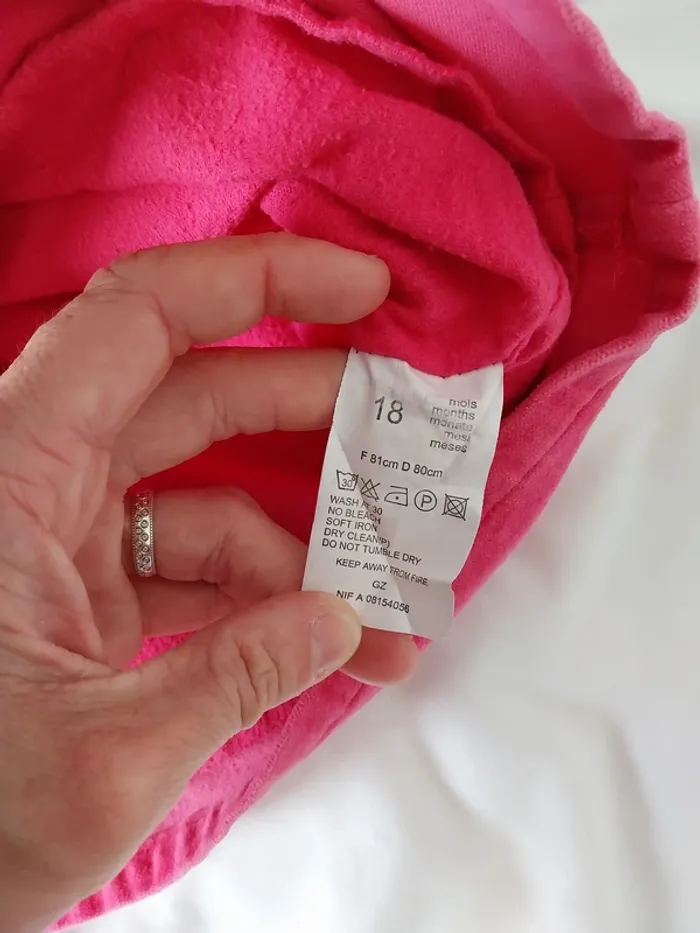 18
mois
months
monate
mesi
meses
F 81cm D 80cm
30
P
WASH AT 30
NO BLEACH
SOFT IRON
DRY CLEAN(P)
DO NOT TUMBLE DRY
KEEP AWAY FROM FIRE
GZ
NIF A 08154056